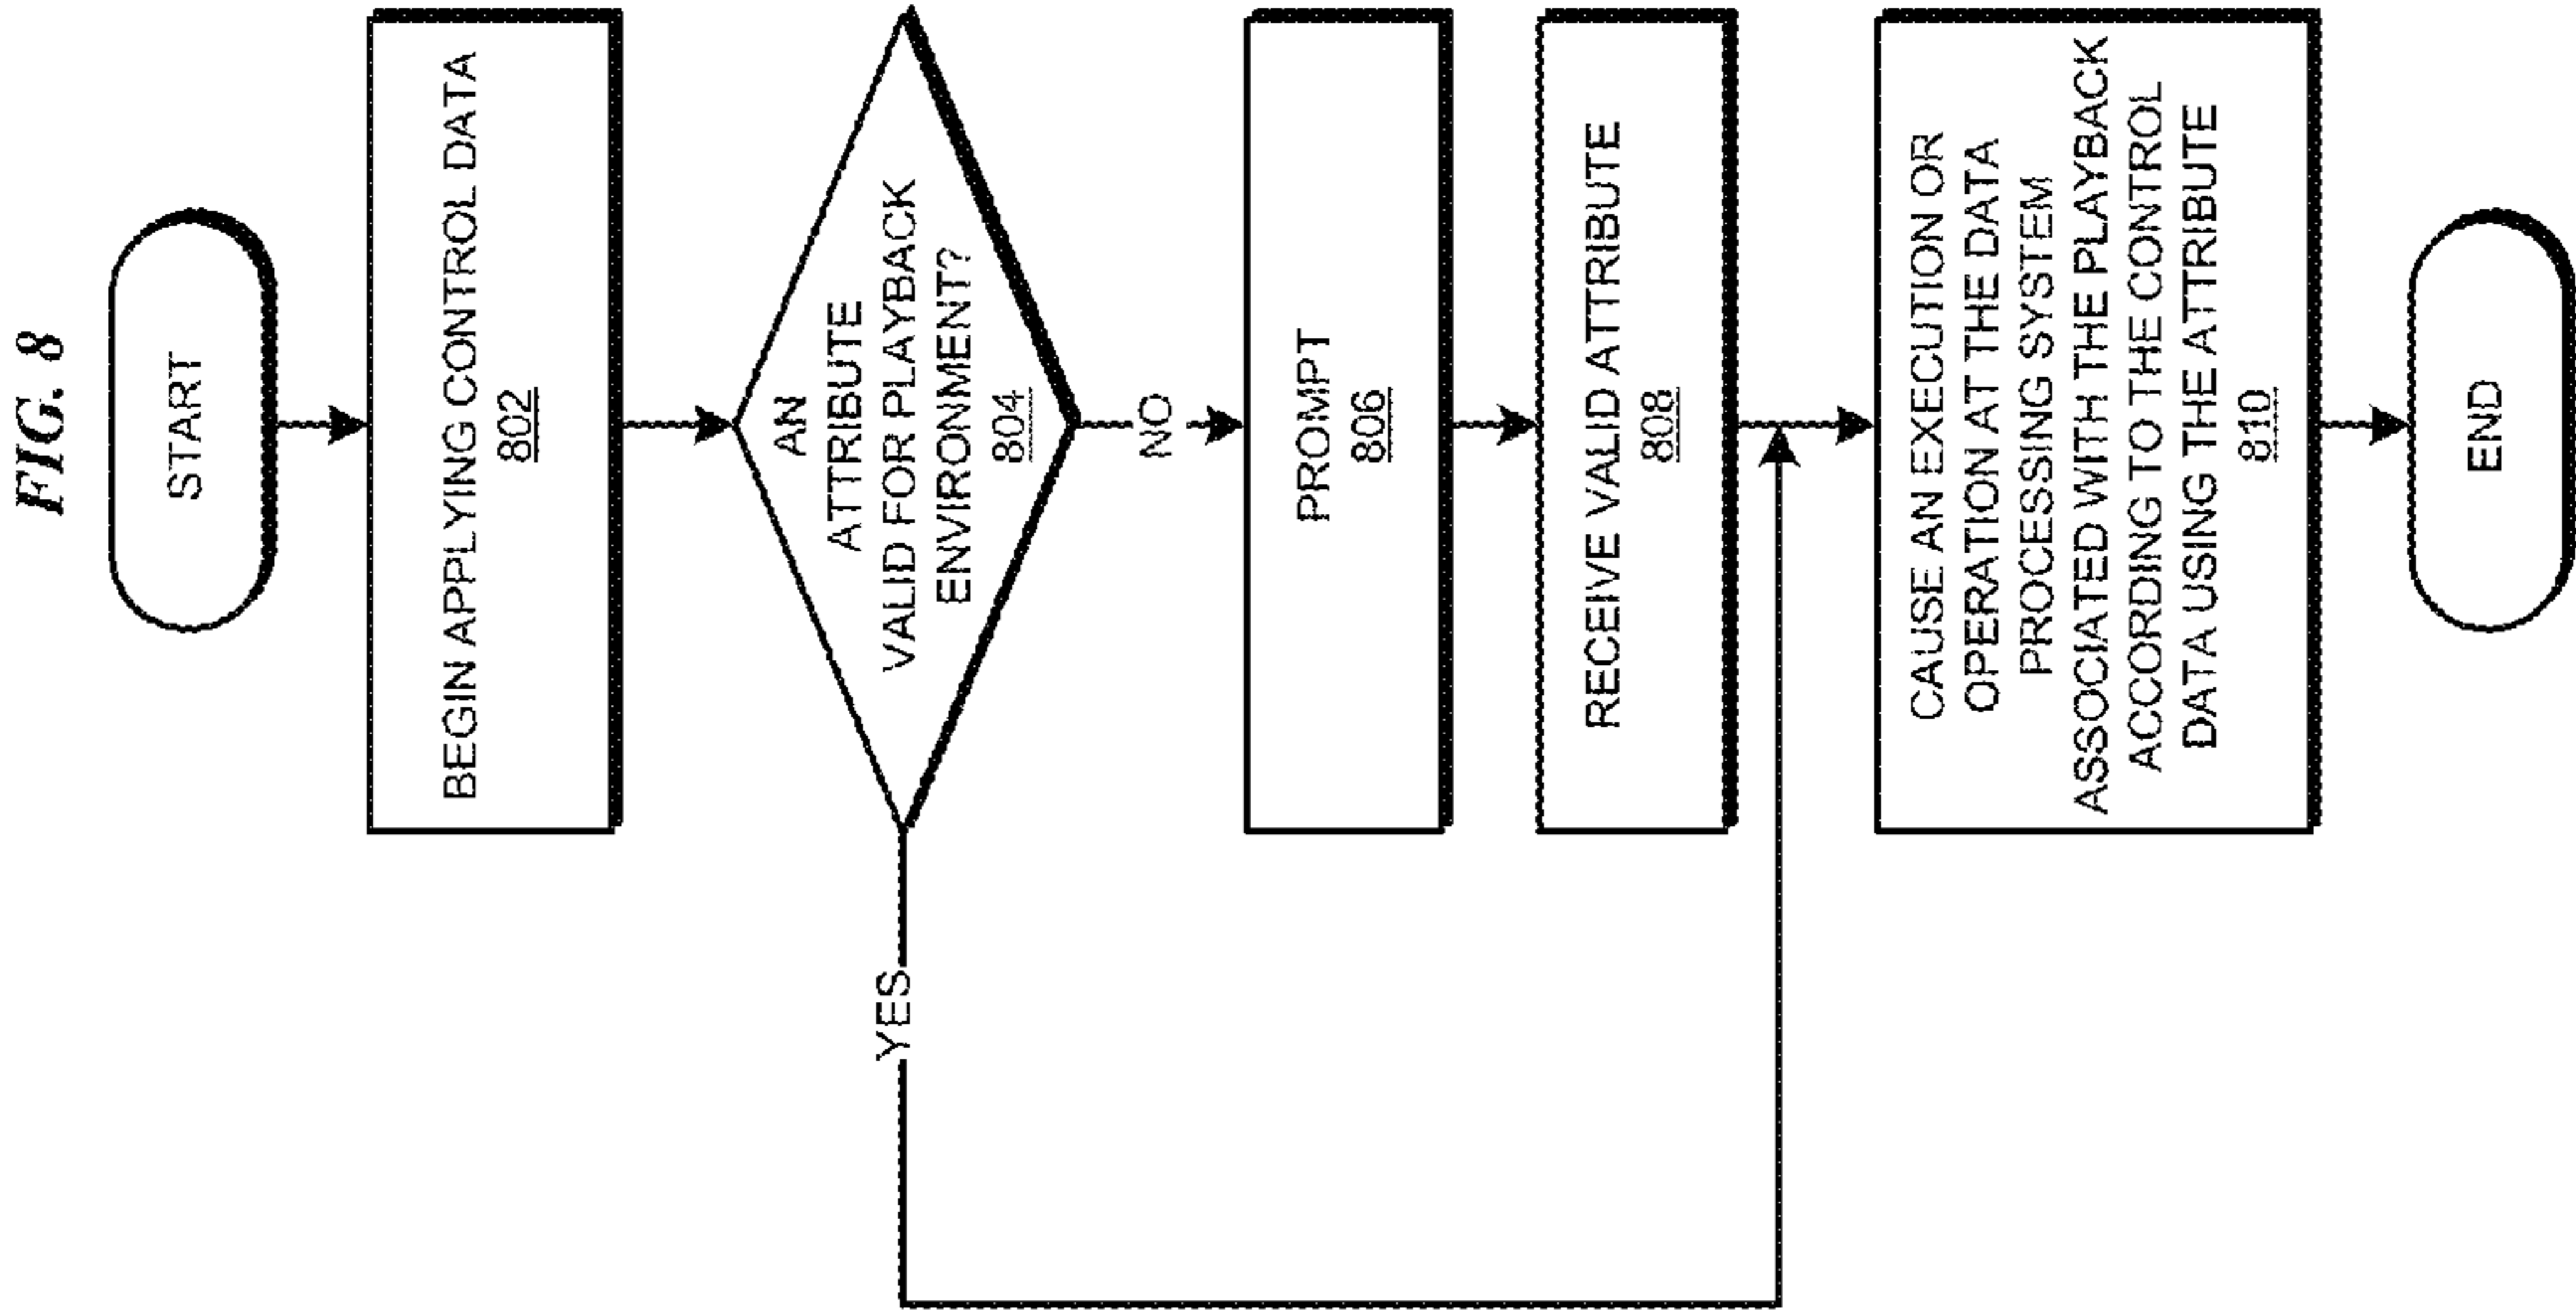 FIG. 8
START
BEGIN APPLYING CONTROL DATA
802
AN
ATTRIBUTE
VALID FOR PLAYBACK
ENVIRONMENT?
804
YES
NO
PROMPT
806
RECEIVE VALID ATTRIBUTE
808
CAUSE AN EXECUTION OR
OPERATION AT THE DATA
PROCESSING SYSTEM
ASSOCIATED WITH THE PLAYBACK
ACCORDING TO THE CONTROL
DATA USING THE ATTRIBUTE
810
END